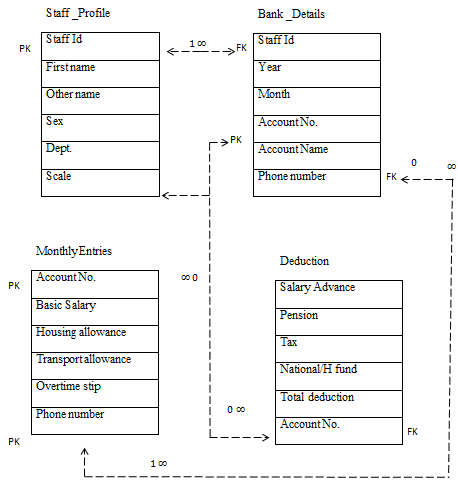 Staff _Profile
PK
Staff Id
First name
Other name
Sex
Dept.
Scale
1 ∞
Bank _Details
FK
Staff Id
Year
Month
Account No.
PK
Account Name
Phone number
FK
0 ∞
Monthly Entries
PK
Account No.
Basic Salary
Housing allowance
Transport allowance
Overtime stip
Phone number
PK
∞ 0
0 ∞
1 ∞
Deduction
Salary Advance
Pension
Tax
National/H fund
Total deduction
Account No.
FK